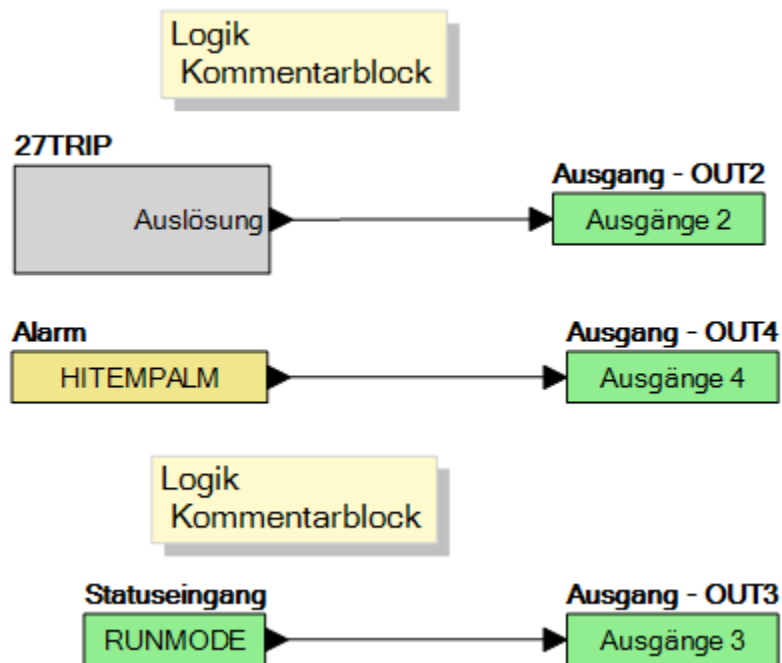 Logik
Kommentarblock
27TRIP
Auslösung
Ausgang - OUT2
Ausgänge 2
Alarm
HITEMPALM
Ausgang - OUT4
Ausgänge 4
Logik
Kommentarblock
Statuseingang
RUNMODE
Ausgang - OUT3
Ausgänge 3